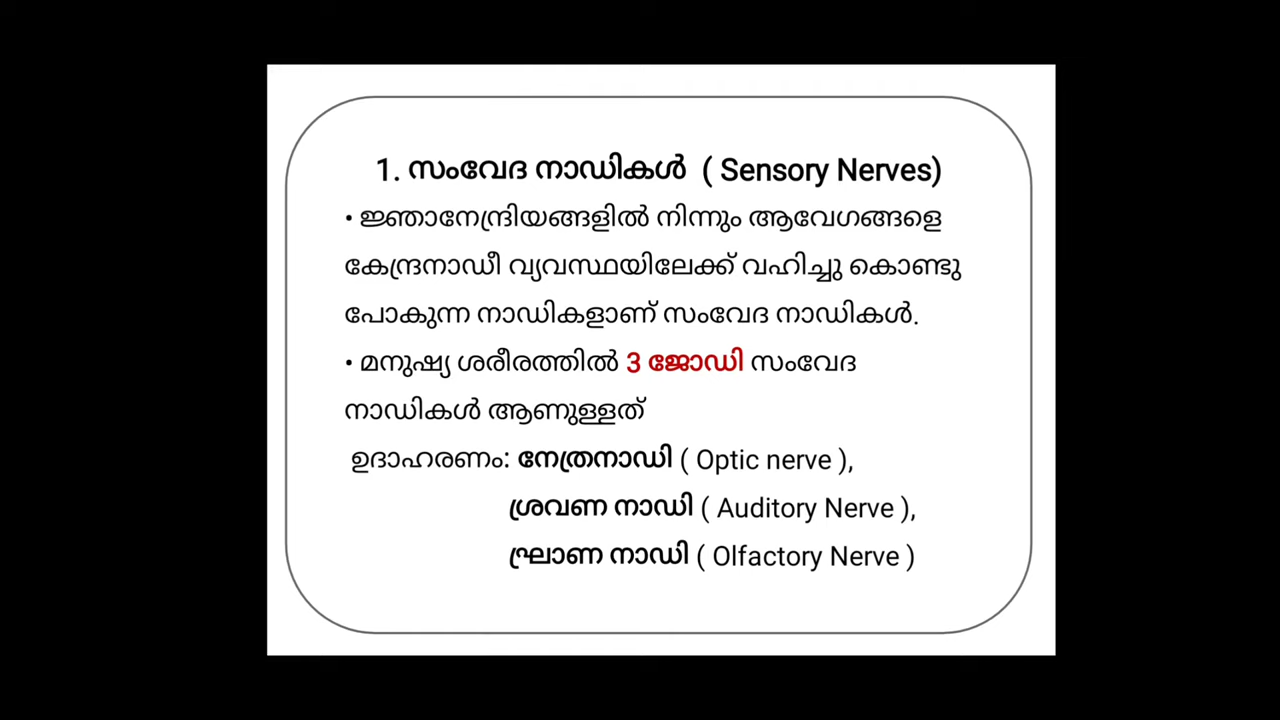 1. സംവേദ നാഡികൾ ( Sensory Nerves)
• ജ്ഞാനേന്ദ്രിയങ്ങളിൽ നിന്നും ആവേഗങ്ങളെ
കേന്ദ്രനാഡീ വ്യവസ്ഥയിലേക്ക് വഹിച്ചു കൊണ്ടു
പോകുന്ന നാഡികളാണ് സംവേദ നാഡികൾ.
• മനുഷ്യ ശരീരത്തിൽ 3 ജോഡി സംവേദ
നാഡികൾ ആണുള്ളത്
ഉദാഹരണം: നേത്രനാഡി ( Optic nerve ),
ശ്രവണ നാഡി ( Auditory Nerve ),
ഘ്രാണ നാഡി ( Olfactory Nerve )